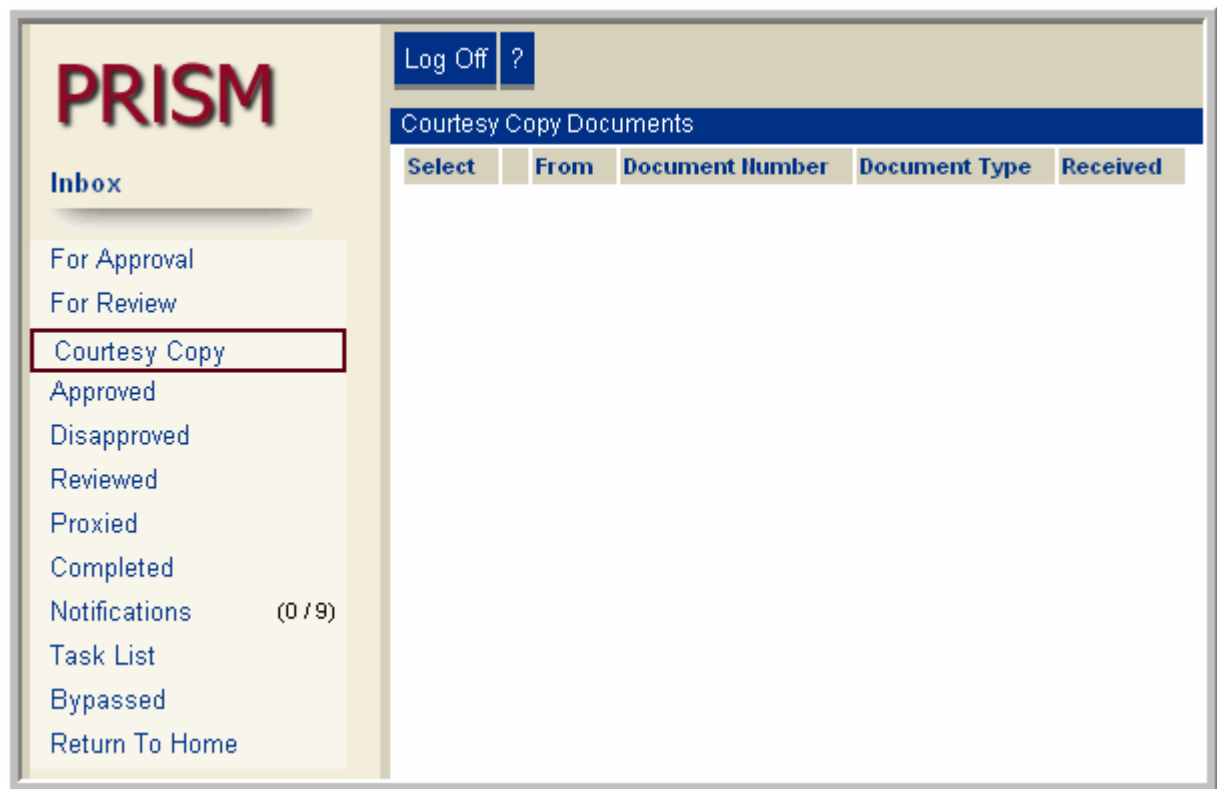 PRISM
Inbox
For Approval
For Review
Courtesy Copy
Approved
Disapproved
Reviewed
Proxied
Completed
Notifications (0 / 9)
Task List
Bypassed
Return To Home
Log Off ?
Courtesy Copy Documents
Select From Document Number Document Type Received